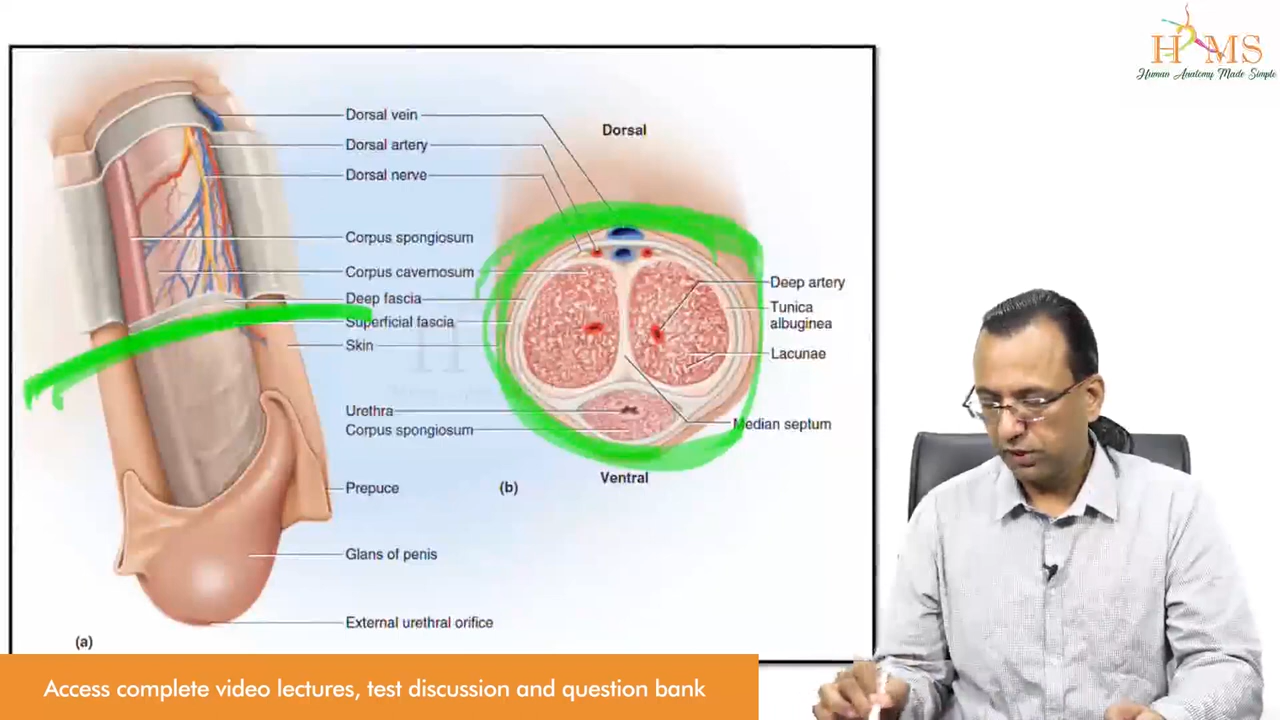 H MS
Human Anatomy Made Simple
Dorsal vein
Dorsal artery
Dorsal nerve
Corpus spongiosum
Corpus cavernosum
Deep fascia
Superficial fascia
Skin
Urethra
Corpus spongiosum
Prepuce
Glans of penis
External urethral orifice
(a)
Dorsal
Deep artery
Tunica
albuginea
Lacunae
Median septum
Ventral
(b)
Access complete video lectures, test discussion and question bank